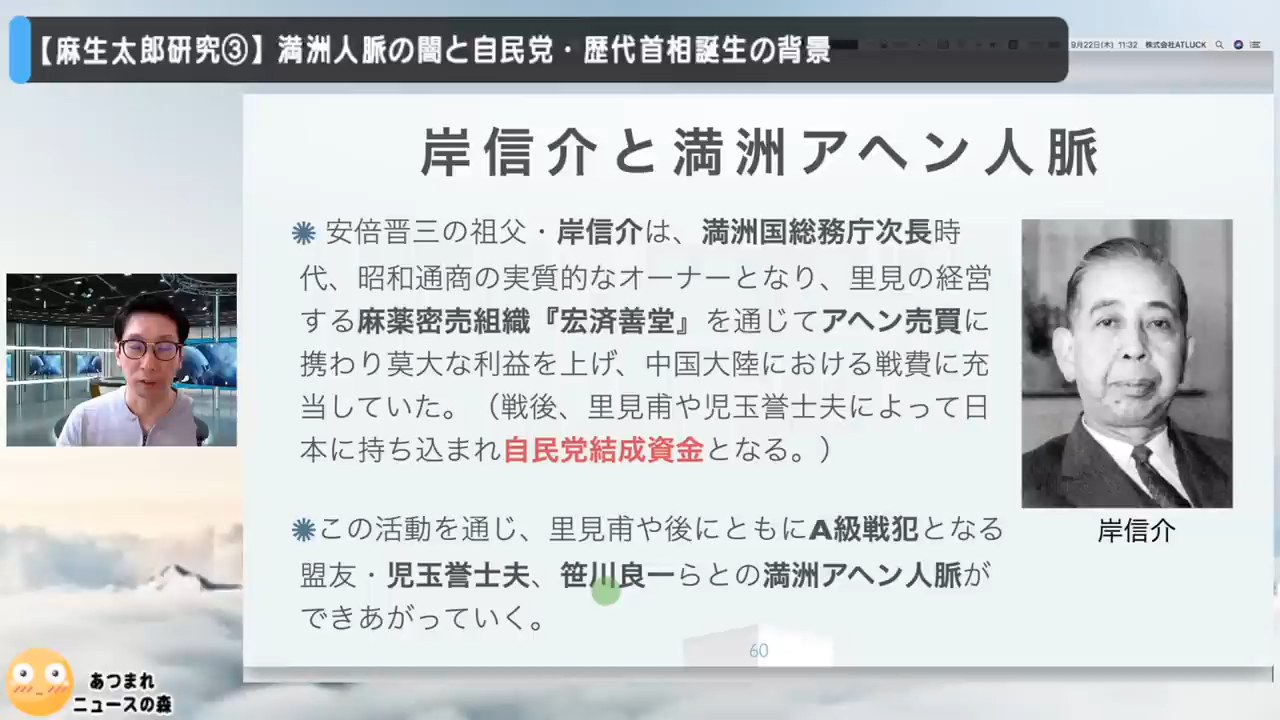 【麻生太郎研究③】満洲人脈の闇と自民党・歴代首相誕生の背景
9月22日(木) 11:32 株式会社ATLUCK
岸信介と満洲アヘン人脈
安倍晋三の祖父・岸信介は、満洲国総務庁次長時
代、昭和通商の実質的なオーナーとなり、里見の経営
する麻薬密売組織『宏済善堂』を通じてアヘン売買に
携わり莫大な利益を上げ、中国大陸における戦費に充
当していた。（戦後、里見甫や児玉誉士夫によって日
本に持ち込まれ自民党結成資金となる。）
この活動を通じ、里見甫や後にともにA級戦犯となる
盟友・児玉誉士夫、笹川良一らとの満洲アヘン人脈が
できあがっていく。
岸信介
60
あつまれ
ニュースの森